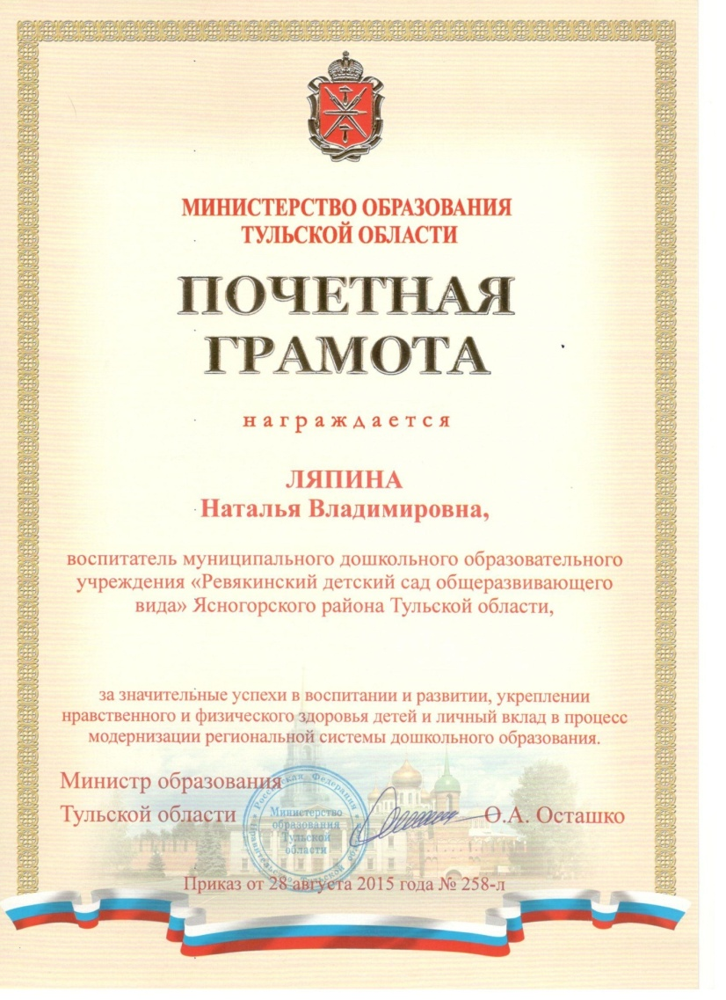 МИНИСТЕРСТВО ОБРАЗОВАНИЯ
ТУЛЬСКОЙ ОБЛАСТИ
ПОЧЕТНАЯ
ГРАМОТА
награждается
ЛЯПИНА
Наталья Владимировна,
воспитатель муниципального дошкольного образовательного
учреждения «Ревякинский детский сад общеразвивающего
вида» Ясногорского района Тульской области,
за значительные успехи в воспитании и развитии, укреплении
нравственного и физического здоровья детей и личный вклад в процесс
модернизации региональной системы дошкольного образования.
Министр образования
Тульской области
О.А. Осташко
Российская Федерация
Министерство
образования
Тульской
области
Приказ от 28 августа 2015 года № 258-л